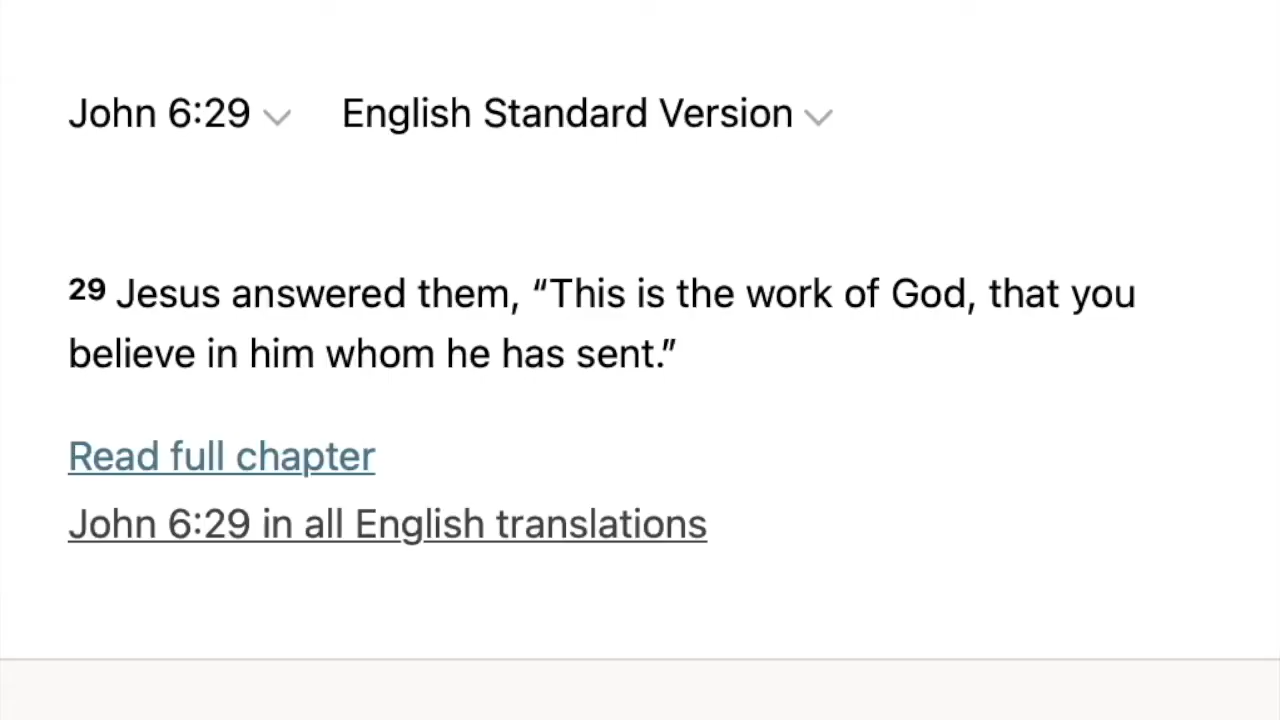 John 6:29 English Standard Version
29 Jesus answered them, “This is the work of God, that you
believe in him whom he has sent.”
Read full chapter
John 6:29 in all English translations